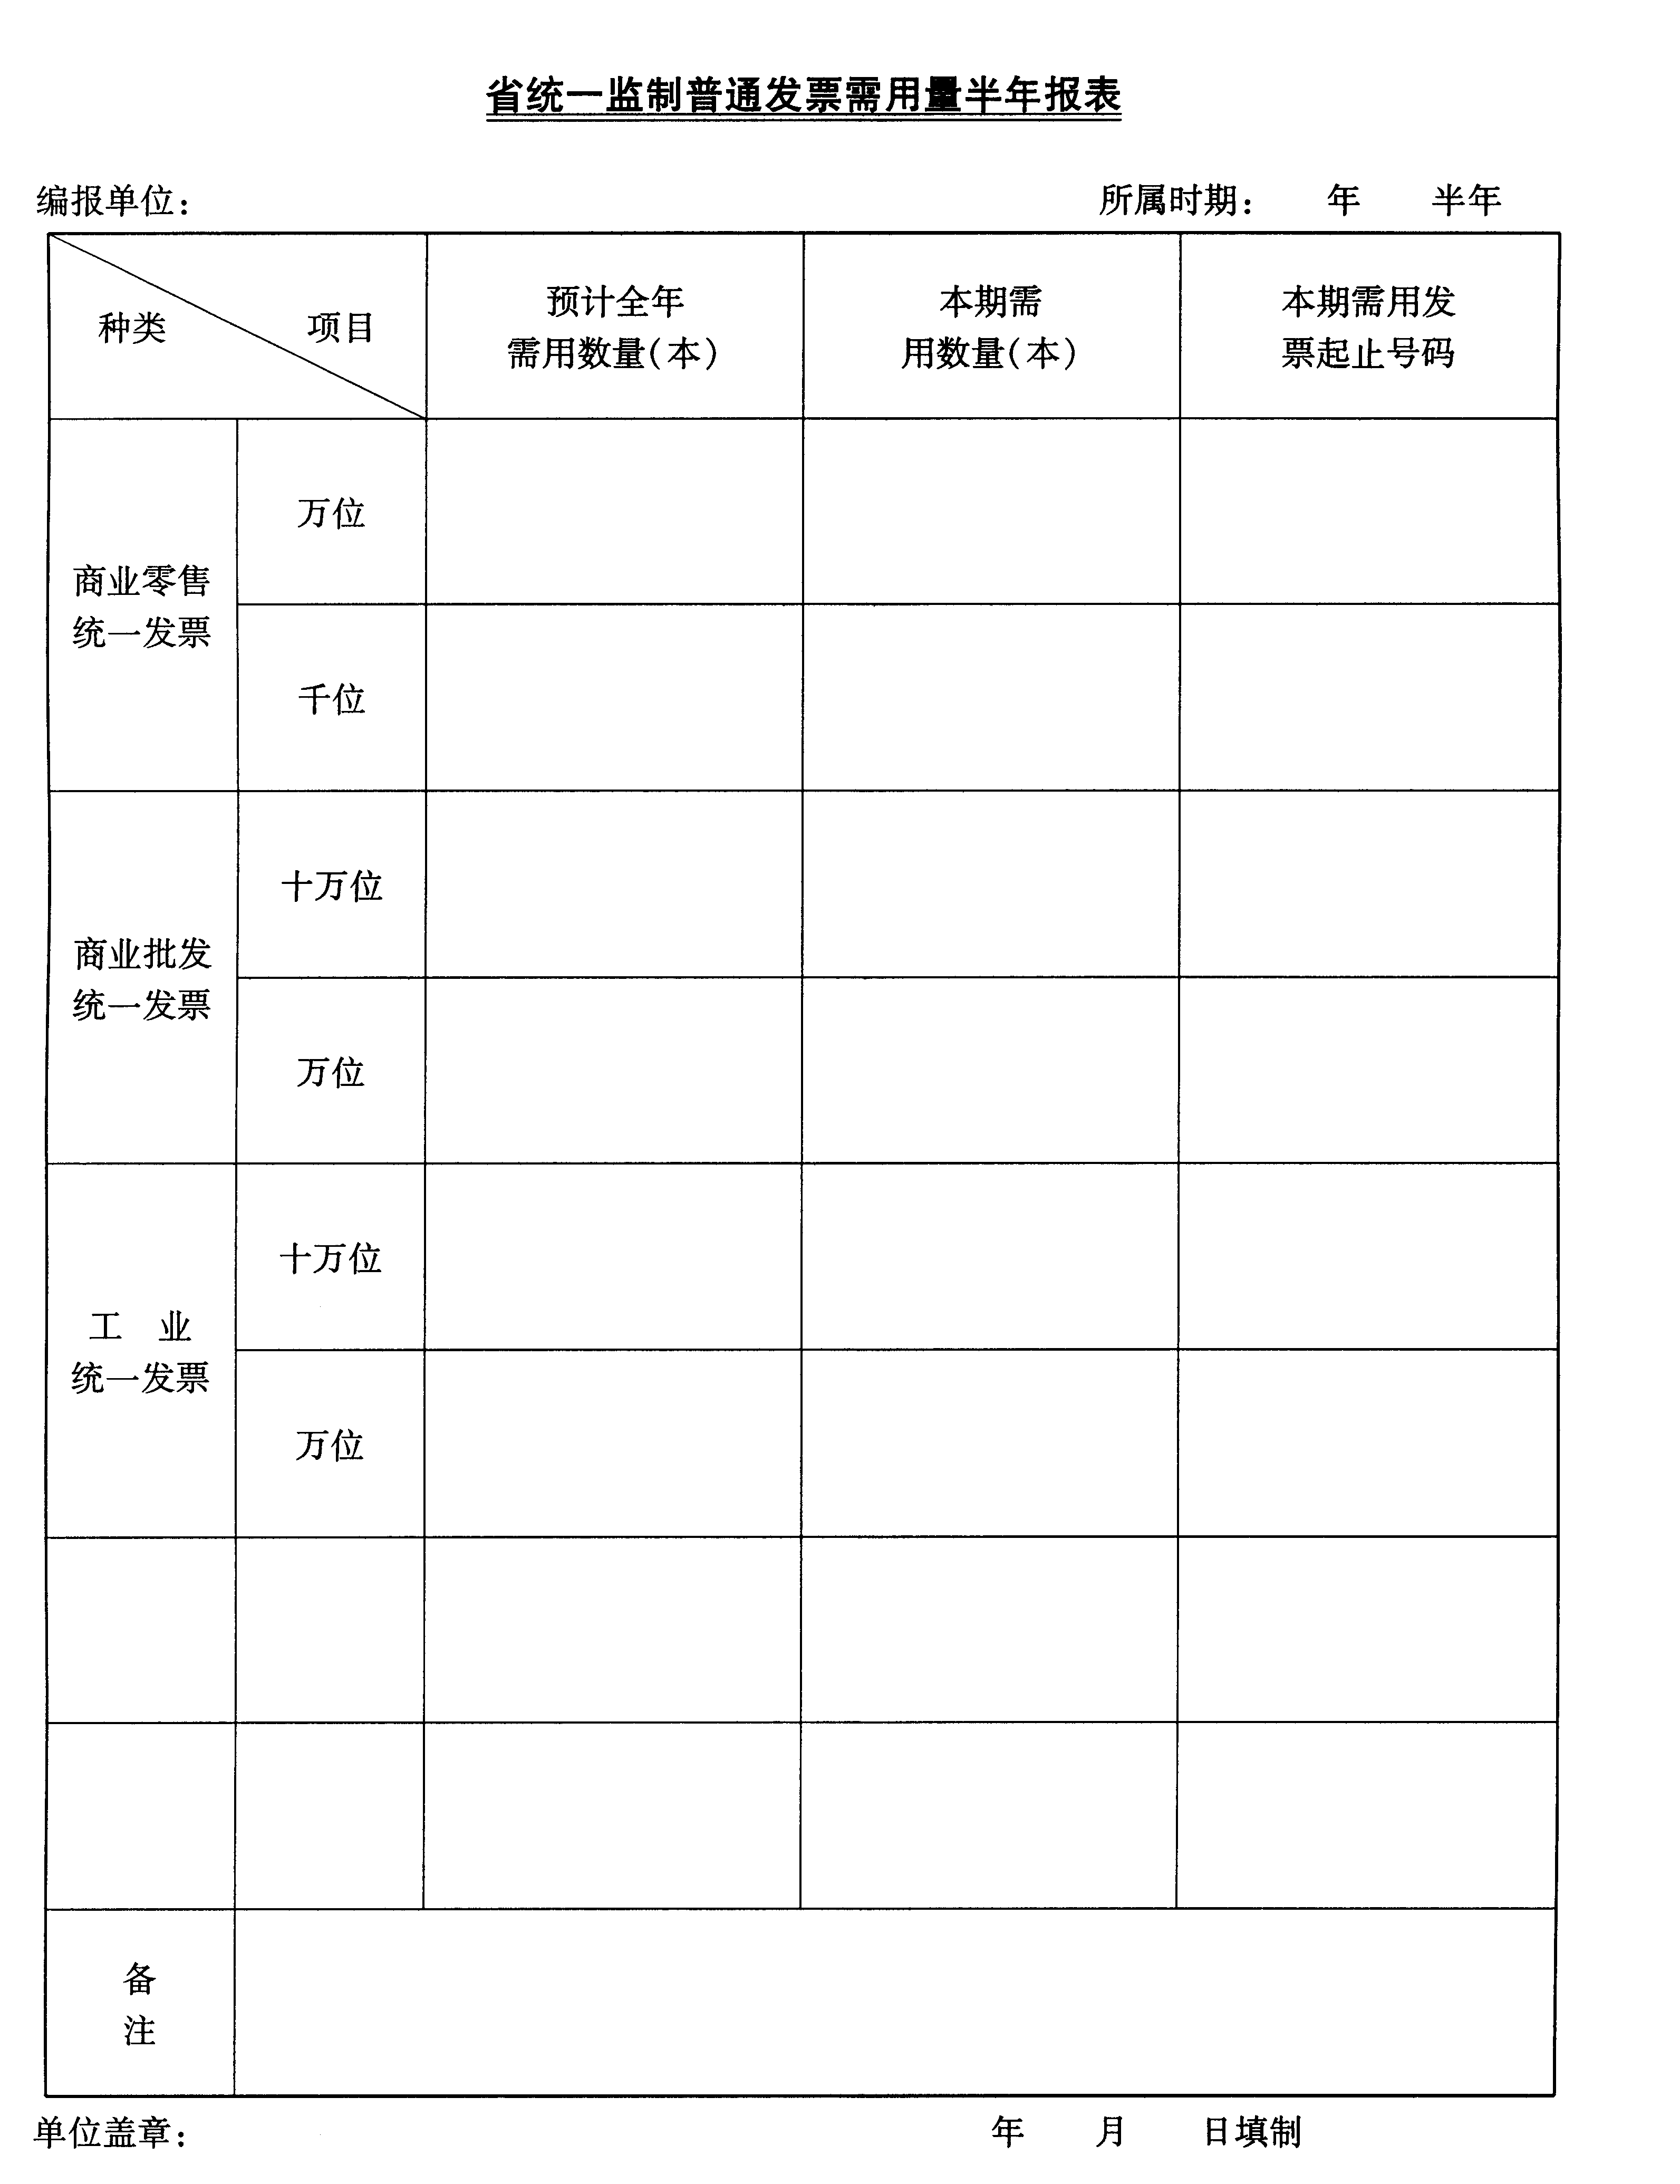 省统一监制普通发票需用量半年报表
编报单位： 所属时期： 年 半年
种类 项目
预计全年
需用数量(本)
本期需
用数量(本)
本期需用发
票起止号码
商业零售
统一发票
万位
千位
商业批发
统一发票
十万位
万位
工 业
统一发票
十万位
万位
备
注
单位盖章： 年 月 日填制